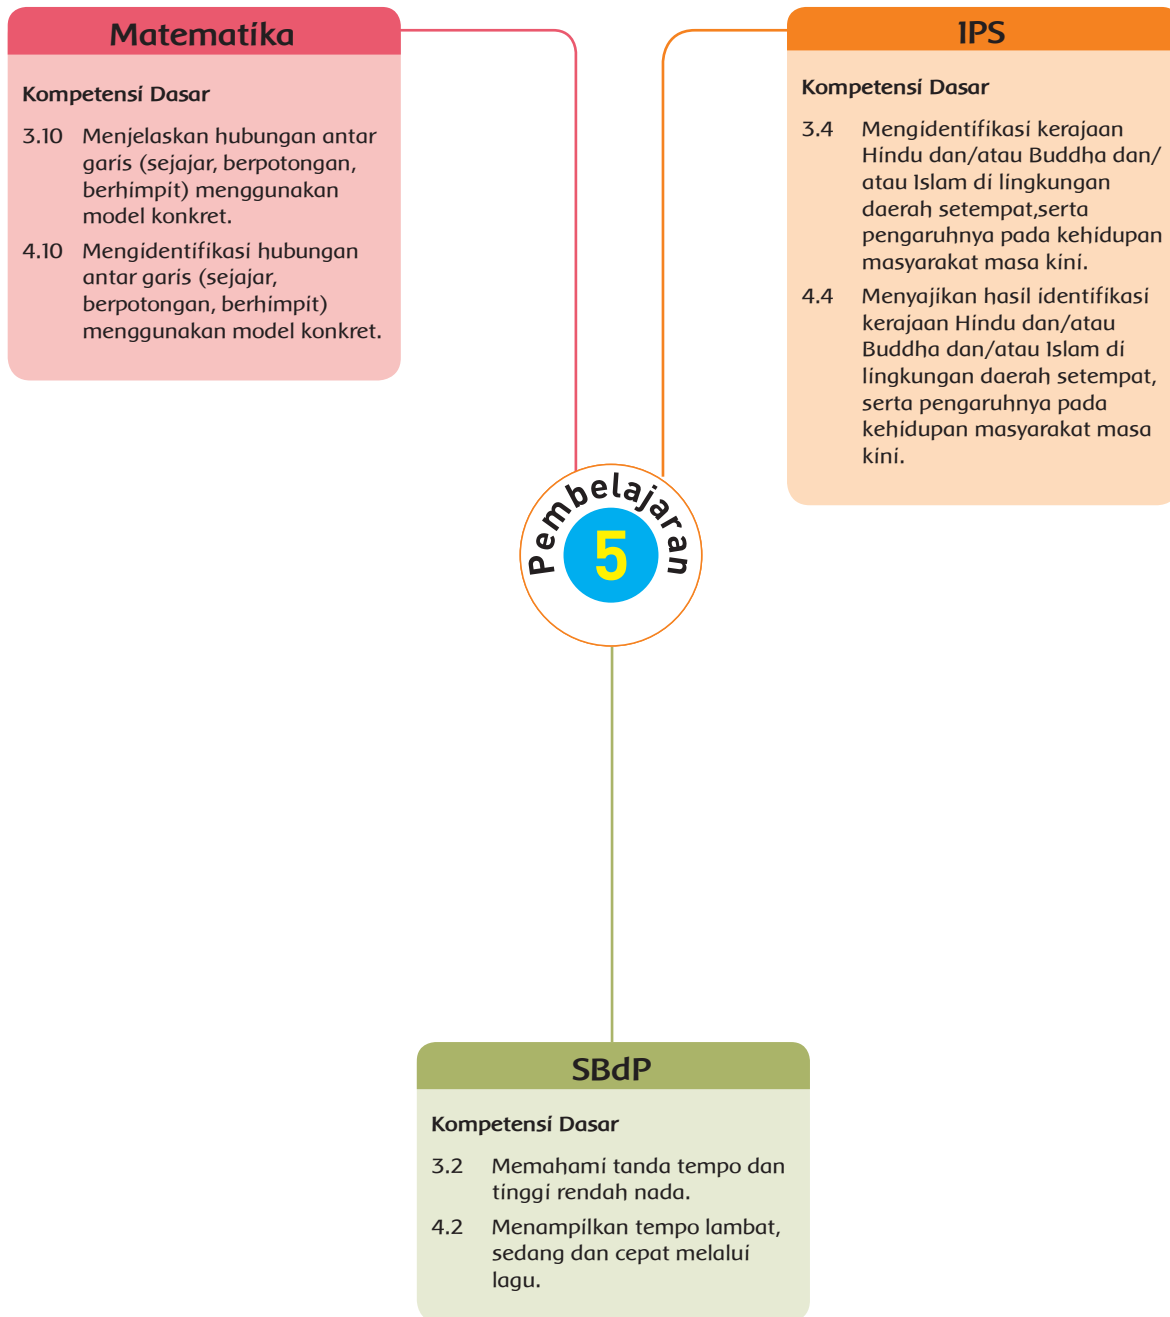 Matematika
Kompetensi Dasar
3.10 Menjelaskan hubungan antar
garis (sejajar, berpotongan,
berhimpit) menggunakan
model konkret.
4.10 Mengidentifikasi hubungan
antar garis (sejajar,
berpotongan, berhimpit)
menggunakan model konkret.
IPS
Kompetensi Dasar
3.4 Mengidentifikasi kerajaan
Hindu dan/atau Buddha dan/
atau Islam di lingkungan
daerah setempat,serta
pengaruhnya pada kehidupan
masyarakat masa kini.
4.4 Menyajikan hasil identifikasi
kerajaan Hindu dan/atau
Buddha dan/atau Islam di
lingkungan daerah setempat,
serta pengaruhnya pada
kehidupan masyarakat masa
kini.
Pembelajaran
5
SBdP
Kompetensi Dasar
3.2 Memahami tanda tempo dan
tinggi rendah nada.
4.2 Menampilkan tempo lambat,
sedang dan cepat melalui
lagu.